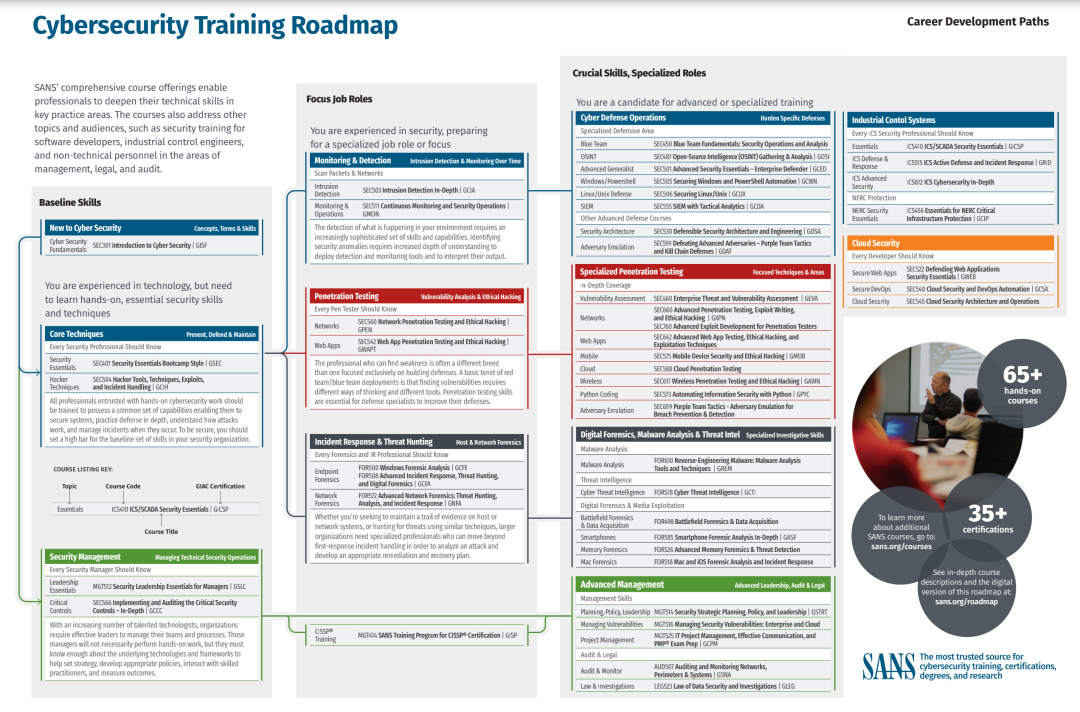 Cybersecurity Training Roadmap
Career Development Paths
SANS' comprehensive course offerings enable
professionals to deepen their technical skills in
key practice areas. The courses also address other
topics and audiences, such as security training for
software developers, industrial control engineers,
and non-technical personnel in the areas of
management, legal, and audit.
Baseline Skills
New to Cyber Security Concepts, Terms & Skills
Cyber Security
Fundamentals
SEC301 Introduction to Cyber Security | GISF
You are experienced in technology, but need
to learn hands-on, essential security skills
and techniques
Core Techniques Prevent, Defend & Maintain
Every Security Professional Should Know
Security
Essentials
SEC401 Security Essentials Bootcamp Style | GSEC
Hacker
Techniques
SEC504 Hacker Tools, Techniques, Exploits,
and Incident Handling | GCIH
All professionals entrusted with hands-on cybersecurity work should
be trained to possess a common set of capabilities enabling them to
secure systems, practice defense in depth, understand how attacks
work, and manage incidents when they occur. To be secure, you should
set a high bar for the baseline set of skills in your security organization.
COURSE LISTING KEY:
Topic Course Code GIAC Certification
Essentials ICS410 ICS/SCADA Security Essentials | GICSP
Course Title
Security Management Managing Technical Security Operations
Every Security Manager Should Know
Leadership
Essentials
MGT512 Security Leadership Essentials for Managers | GSLC
Critical
Controls
SEC566 Implementing and Auditing the Critical Security
Controls – In-Depth | GCCC
With an increasing number of talented technologists, organizations
require effective leaders to manage their teams and processes. Those
managers will not necessarily perform hands-on work, but they must
know enough about the underlying technologies and frameworks to
help set strategy, develop appropriate policies, interact with skilled
practitioners, and measure outcomes.
Focus Job Roles
You are experienced in security, preparing
for a specialized job role or focus
Monitoring & Detection Intrusion Detection & Monitoring Over Time
Scan Packets & Networks
Intrusion
Detection
SEC503 Intrusion Detection In-Depth | GCIA
Monitoring &
Operations
SEC511 Continuous Monitoring and Security Operations |
GMON
The detection of what is happening in your environment requires an
increasingly sophisticated set of skills and capabilities. Identifying
security anomalies requires increased depth of understanding to
deploy detection and monitoring tools and to interpret their output.
Penetration Testing Vulnerability Analysis & Ethical Hacking
Every Pen Tester Should Know
Networks
SEC560 Network Penetration Testing and Ethical Hacking |
GPEN
Web Apps
SEC542 Web App Penetration Testing and Ethical Hacking |
GWAPT
The professional who can find weakness is often a different breed
than one focused exclusively on building defenses. A basic tenet of red
team/blue team deployments is that finding vulnerabilities requires
different ways of thinking and different tools. Penetration testing skills
are essential for defense specialists to improve their defenses.
Incident Response & Threat Hunting Host & Network Forensics
Every Forensics and IR Professional Should Know
Endpoint
Forensics
FOR500 Windows Forensic Analysis | GCFE
FOR508 Advanced Incident Response, Threat Hunting,
and Digital Forensics | GCFA
Network
Forensics
FOR572 Advanced Network Forensics: Threat Hunting,
Analysis, and Incident Response | GNFA
Whether you're seeking to maintain a trail of evidence on host or
network systems, or hunting for threats using similar techniques, larger
organizations need specialized professionals who can move beyond
first-response incident handling in order to analyze an attack and
develop an appropriate remediation and recovery plan.
CISSP®
Training
MGT414 SANS Training Program for CISSP® Certification | GISP
Crucial Skills, Specialized Roles
You are a candidate for advanced or specialized training
Cyber Defense Operations Harden Specific Defenses
Specialized Defensive Area
Blue Team SEC450 Blue Team Fundamentals: Security Operations and Analysis
OSINT SEC487 Open-Source Intelligence (OSINT) Gathering & Analysis | GOSI
Advanced Generalist SEC501 Advanced Security Essentials – Enterprise Defender | GCED
Windows/Powershell SEC505 Securing Windows and PowerShell Automation | GCWN
Linux/Unix Defense SEC506 Securing Linux/Unix | GCUX
SIEM SEC555 SIEM with Tactical Analytics | GCDA
Other Advanced Defense Courses
Security Architecture SEC530 Defensible Security Architecture and Engineering | GDSA
Adversary Emulation SEC599 Defeating Advanced Adversaries – Purple Team Tactics
and Kill Chain Defenses | GDAT
Specialized Penetration Testing Focused Techniques & Areas
In-Depth Coverage
Vulnerability Assessment SEC460 Enterprise Threat and Vulnerability Assessment | GEVA
Networks
SEC660 Advanced Penetration Testing, Exploit Writing,
and Ethical Hacking | GXPN
SEC760 Advanced Exploit Development for Penetration Testers
Web Apps SEC642 Advanced Web App Testing, Ethical Hacking, and
Exploitation Techniques
Mobile SEC575 Mobile Device Security and Ethical Hacking | GMOB
Cloud SEC588 Cloud Penetration Testing
Wireless SEC617 Wireless Penetration Testing and Ethical Hacking | GAWN
Python Coding SEC573 Automating Information Security with Python | GPYC
Adversary Emulation SEC699 Purple Team Tactics - Adversary Emulation for
Breach Prevention & Detection
Digital Forensics, Malware Analysis & Threat Intel Specialized Investigative Skills
Malware Analysis
Malware Analysis FOR610 Reverse-Engineering Malware: Malware Analysis
Tools and Techniques | GREM
Threat Intelligence
Cyber Threat Intelligence FOR578 Cyber Threat Intelligence | GCTI
Digital Forensics & Media Exploitation
Battlefield Forensics
& Data Acquisition
FOR498 Battlefield Forensics & Data Acquisition
Smartphones FOR585 Smartphone Forensic Analysis In-Depth | GASF
Memory Forensics FOR526 Advanced Memory Forensics & Threat Detection
Mac Forensics FOR518 Mac and iOS Forensic Analysis and Incident Response
Advanced Management Advanced Leadership, Audit & Legal
Management Skills
Planning, Policy, Leadership MGT514 Security Strategic Planning, Policy, and Leadership | GSTRT
Managing Vulnerabilities MGT516 Managing Security Vulnerabilities: Enterprise and Cloud
Project Management MGT525 IT Project Management, Effective Communication, and
PMP® Exam Prep | GCPM
Audit & Legal
Audit & Monitor AUD507 Auditing and Monitoring Networks,
Perimeters & Systems | GSNA
Law & Investigations LEG523 Law of Data Security and Investigations | GLEG
Industrial Contol Systems
Every ICS Security Professional Should Know
Essentials ICS410 ICS/SCADA Security Essentials | GICSP
ICS Defense &
Response
ICS515 ICS Active Defense and Incident Response | GRID
ICS Advanced
Security
ICS612 ICS Cybersecurity In-Depth
NERC Protection
NERC Security
Essentials
ICS456 Essentials for NERC Critical
Infrastructure Protection | GCIP
Cloud Security
Every Developer Should Know
Secure Web Apps SEC522 Defending Web Applications
Security Essentials | GWEB
Secure DevOps SEC540 Cloud Security and DevOps Automation | GCSA
Cloud Security SEC545 Cloud Security Architecture and Operations
65+
hands-on
courses
35+
certifications
To learn more
about additional
SANS courses, go to:
sans.org/courses
See in-depth course
descriptions and the digital
version of this roadmap at:
sans.org/roadmap
SANS
The most trusted source for
cybersecurity training, certifications,
degrees, and research